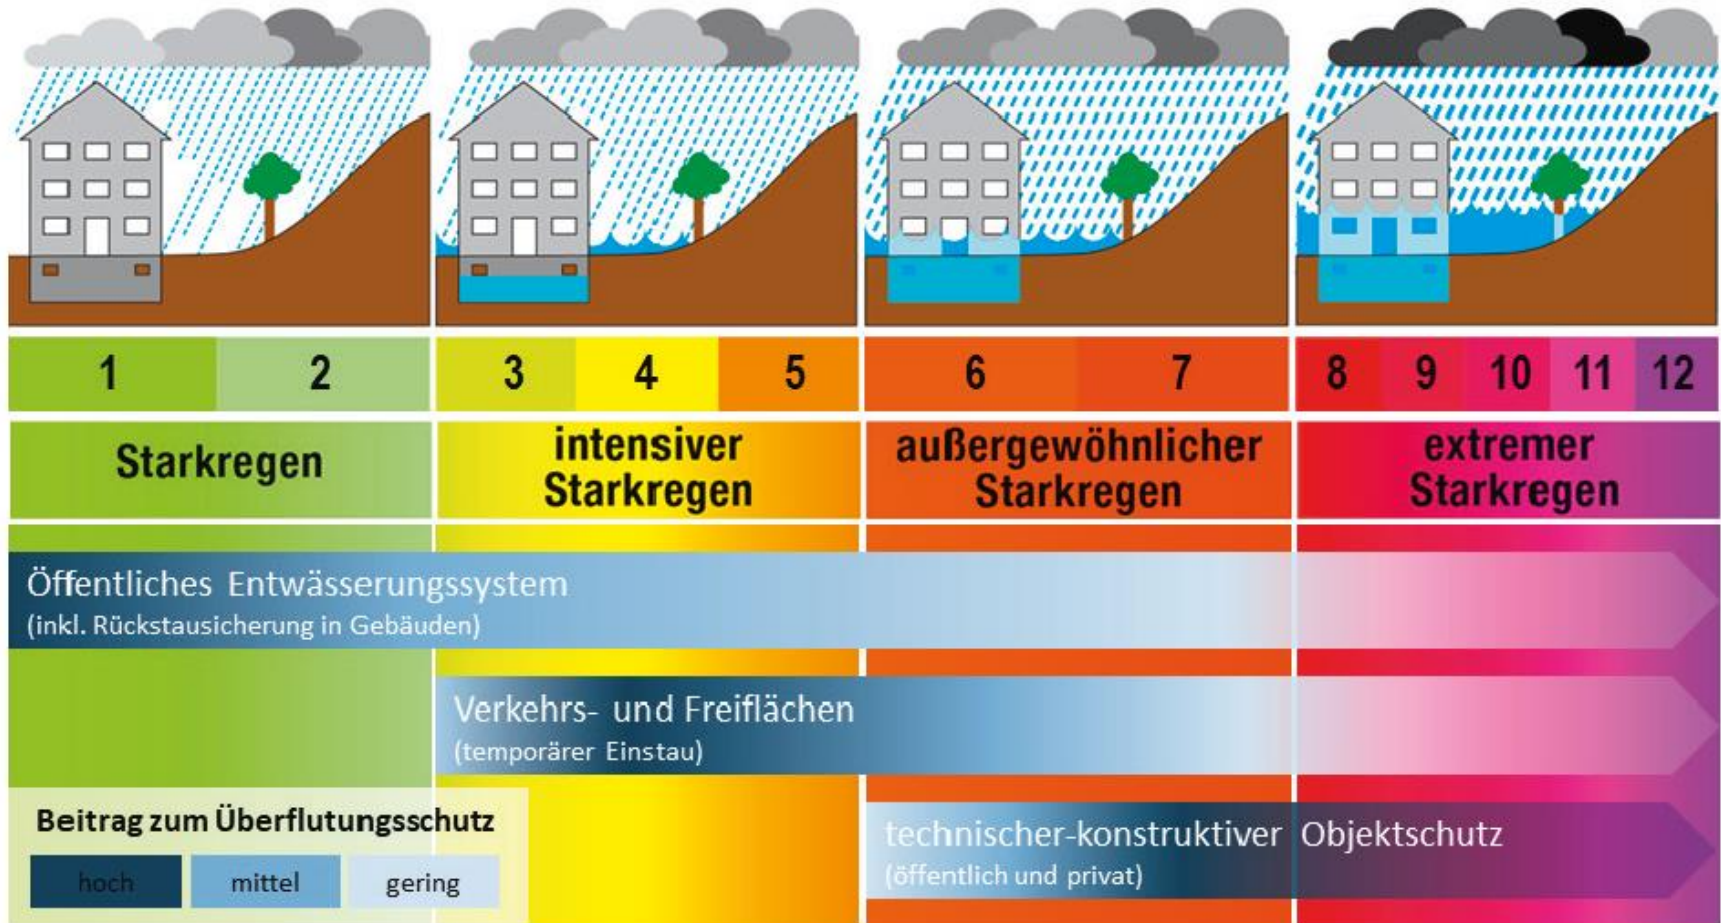 1 2 3 4 5 6 7 8 9 10 11 12
Starkregen
intensiver
Starkregen
außergewöhnlicher
Starkregen
extremer
Starkregen
Öffentliches Entwässerungssystem
(inkl. Rückstausicherung in Gebäuden)
Verkehrs- und Freiflächen
(temporärer Einstau)
technischer-konstruktiver Objektschutz
(öffentlich und privat)
Beitrag zum Überflutungsschutz
hoch mittel gering